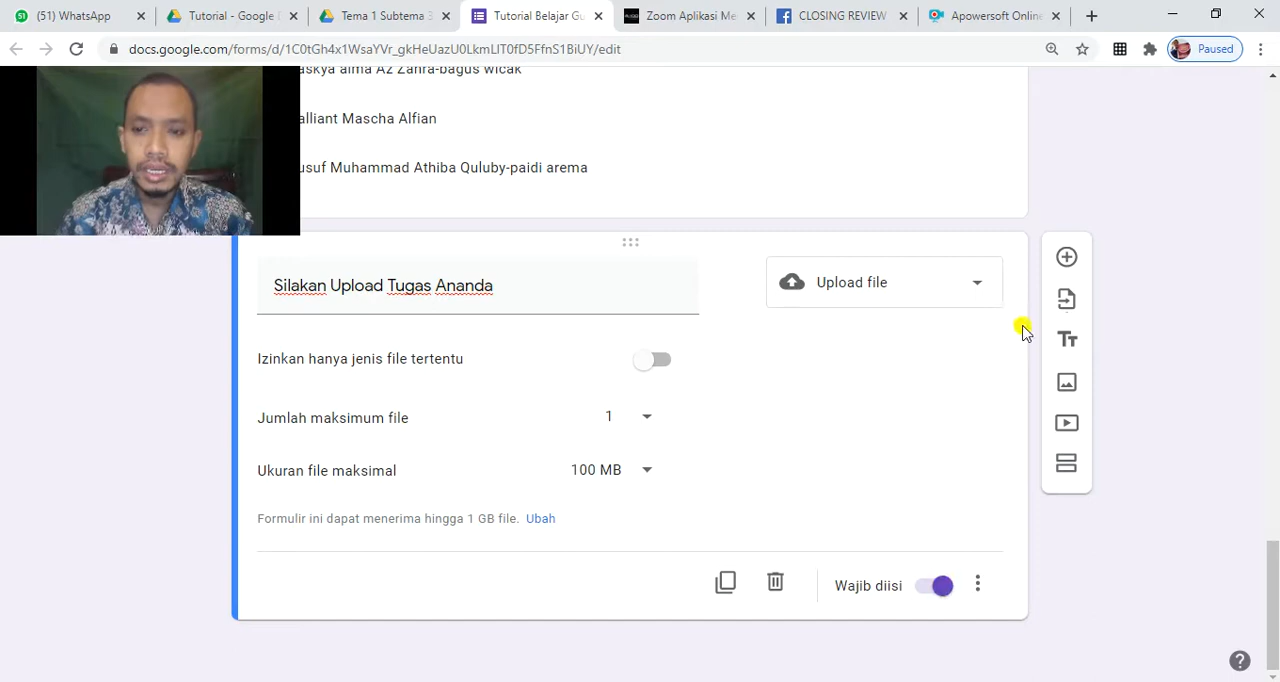 (51) WhatsApp
Tutorial - Google
Tema 1 Subtema 3
Tutorial Belajar Gu
Zoom Aplikasi Me
CLOSING REVIEW
Apowersoft Online
docs.google.com/forms/d/1C0tGh4x1WsaYVr_gkHeUazU0LkmLIT0fD5FfnS1BiUY/edit
Paused
askya alma Az Zahra-bagus wicak
alliant Mascha Alfian
usuf Muhammad Athiba Quluby-paidi arema
Silakan Upload Tugas Ananda
Upload file
Izinkan hanya jenis file tertentu
Jumlah maksimum file
1
Ukuran file maksimal
100 MB
Formulir ini dapat menerima hingga 1 GB file. Ubah
Wajib diisi